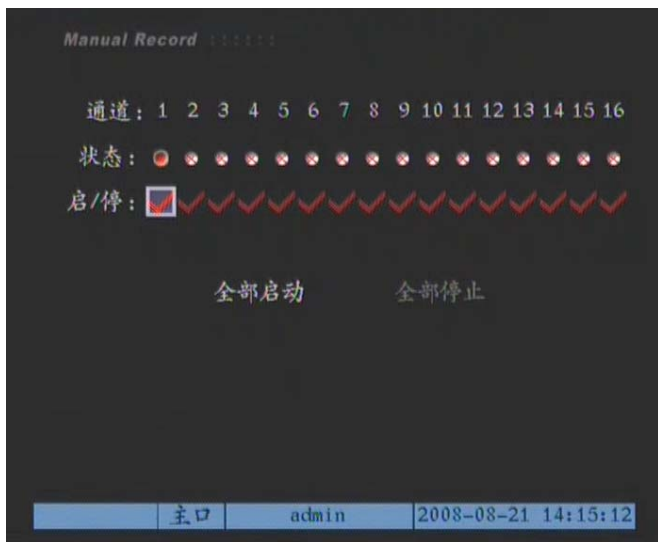 Manual Record ::::::
通道: 1 2 3 4 5 6 7 8 9 10 11 12 13 14 15 16
状态:
启/停:
全部启动 全部停止
主口 admin 2008-08-21 14:15:12